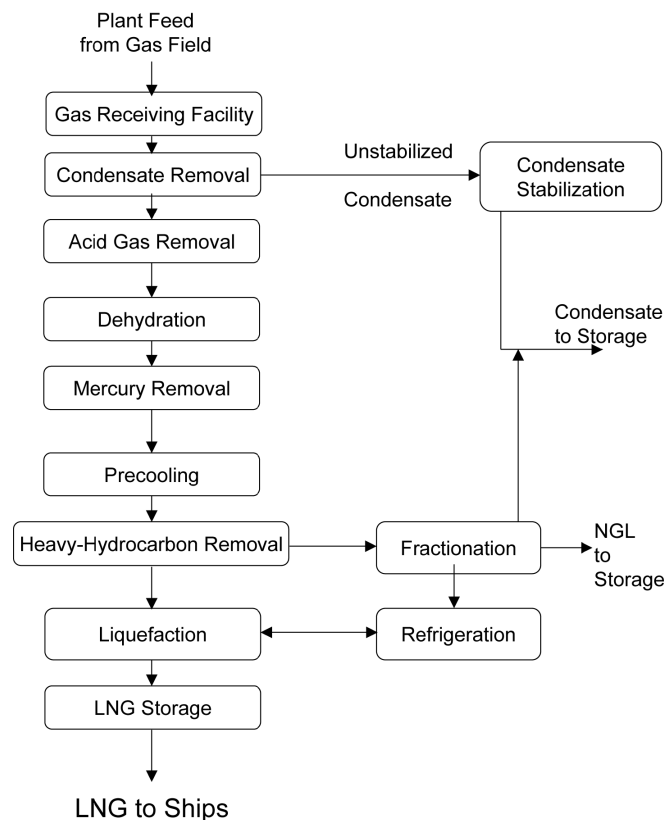 Plant Feed
from Gas Field
Gas Receiving Facility
Condensate Removal
Unstabilized
Condensate
Condensate
Stabilization
Acid Gas Removal
Dehydration
Condensate
to Storage
Mercury Removal
Precooling
Heavy-Hydrocarbon Removal
Fractionation
NGL
to
Storage
Liquefaction
Refrigeration
LNG Storage
LNG to Ships